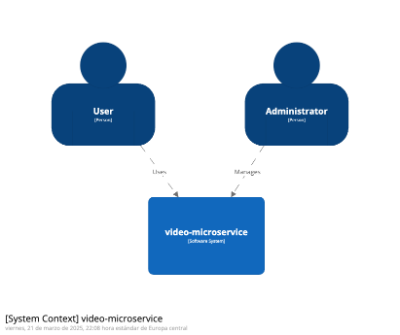 User
[Person]
Administrator
[Person]
Uses
Manages
video-microservice
[Software System]
[System Context] video-microservice
viernes, 21 de marzo de 2025, 22:08 hora estándar de Europa central